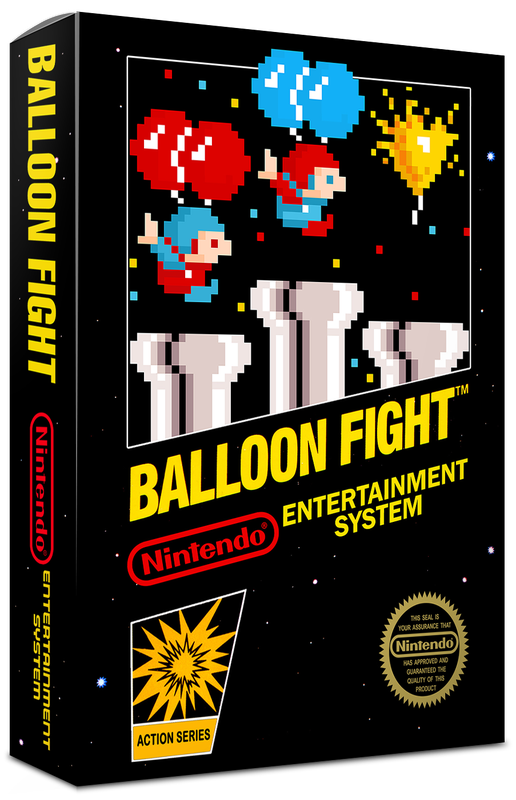 BALLOON FIGHT
Nintendo®
ENTERTAINMENT
SYSTEM
BALLOON FIGHT™
Nintendo®
ENTERTAINMENT
SYSTEM
ACTION SERIES
THIS SEAL IS
YOUR ASSURANCE THAT
Nintendo®
HAS APPROVED AND
GUARANTEED THE
QUALITY OF THIS
PRODUCT